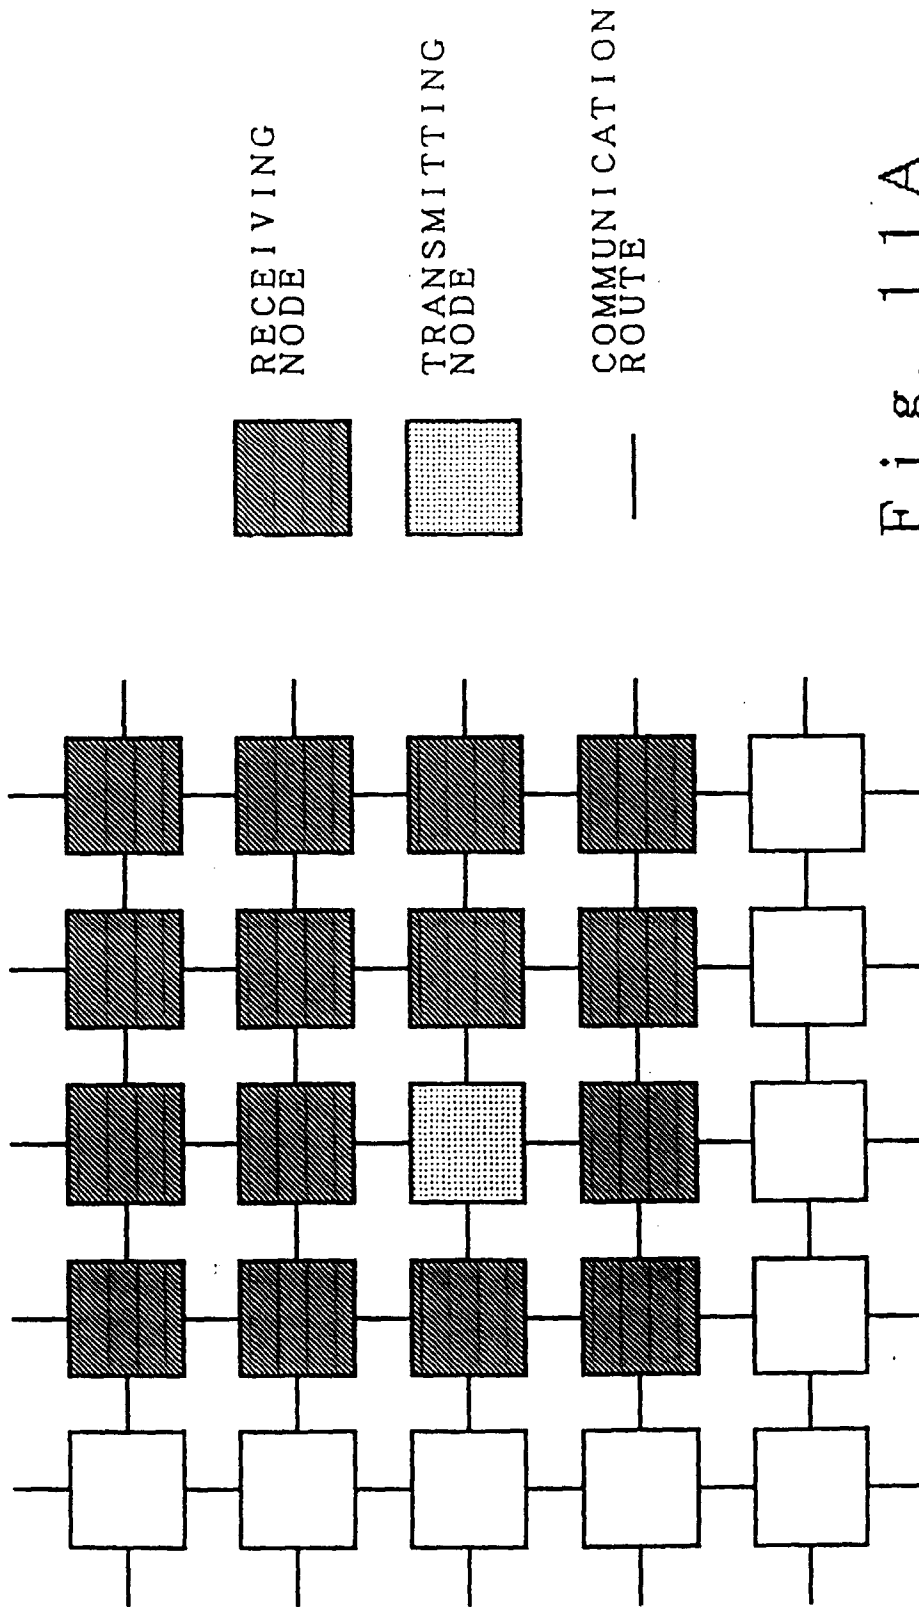 RECEIVING
NODE
TRANSMITTING
NODE
COMMUNICATION
ROUTE
Fig. 11A